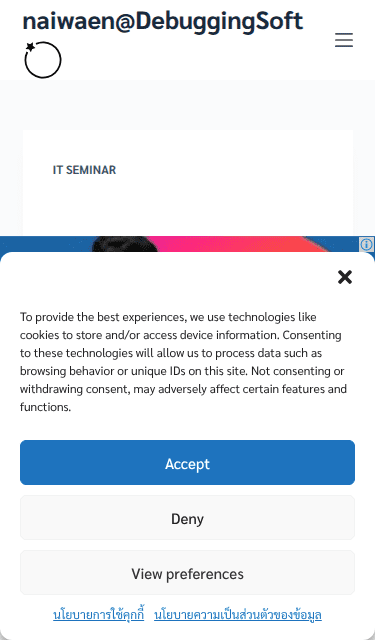 naiwaen@DebuggingSoft
IT SEMINAR
To provide the best experiences, we use technologies like
cookies to store and/or access device information. Consenting
to these technologies will allow us to process data such as
browsing behavior or unique IDs on this site. Not consenting or
withdrawing consent, may adversely affect certain features and
functions.
Accept
Deny
View preferences
นโยบายการใช้คุกกี้ นโยบายความเป็นส่วนตัวของข้อมูล